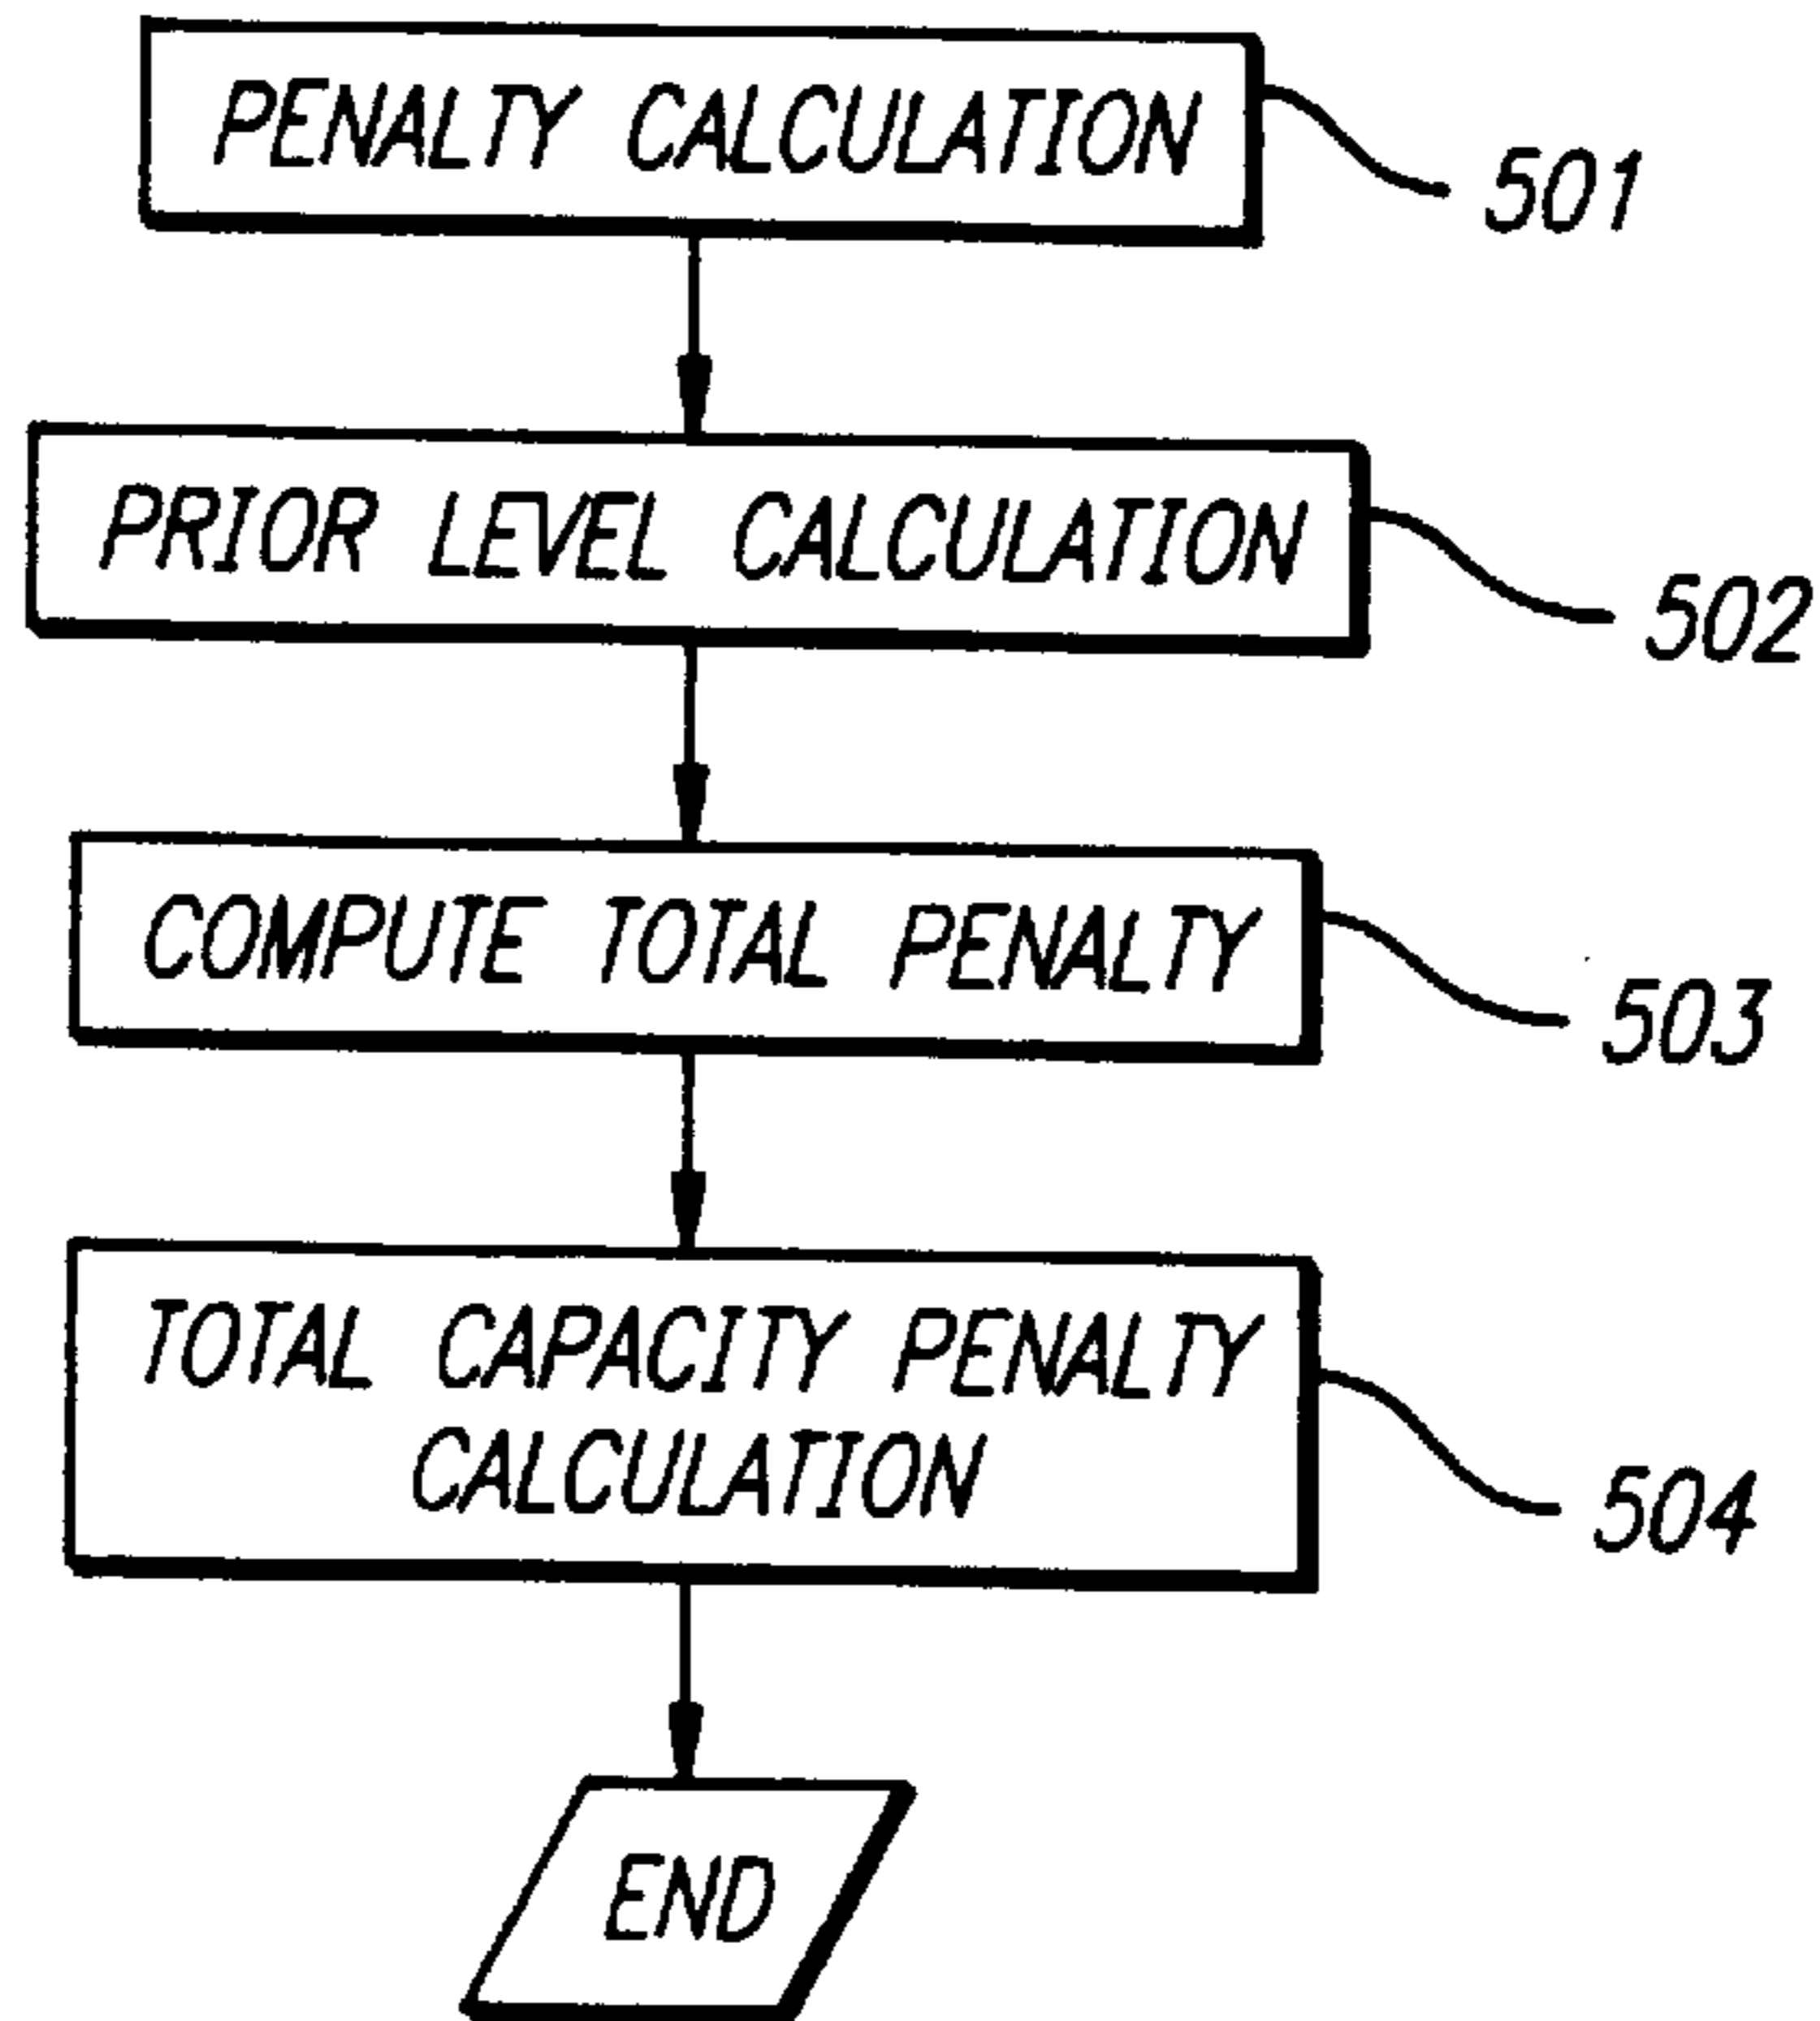 PENALTY CALCULATION
501
PRIOR LEVEL CALCULATION
502
COMPUTE TOTAL PENALTY
503
TOTAL CAPACITY PENALTY
CALCULATION
504
END